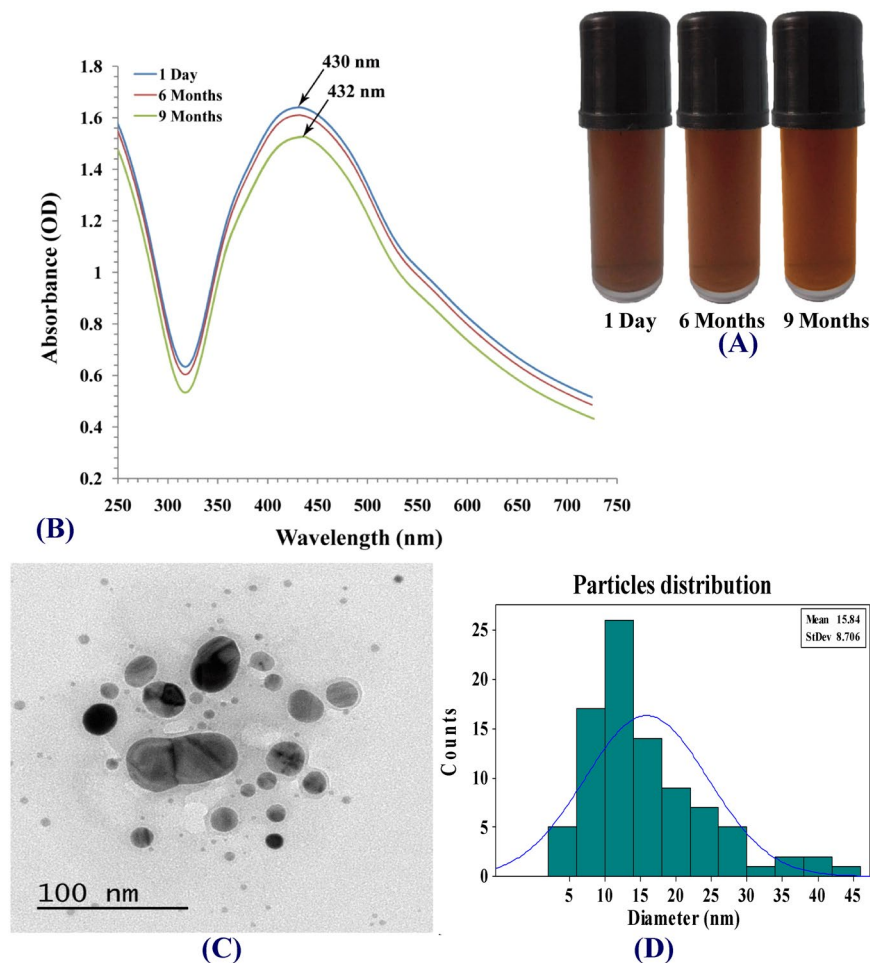 430 nm
432 nm
1 Day
6 Months
9 Months
1.8
1.6
1.4
1.2
1
0.8
0.6
0.4
0.2
Absorbance (OD)
250 300 350 400 450 500 550 600 650 700 750
Wavelength (nm)
(B)
1 Day 6 Months 9 Months
(A)
100 nm
(C)
Particles distribution
Mean 15.84
StDev 8.706
25
20
15
10
5
0
Counts
5 10 15 20 25 30 35 40 45
Diameter (nm)
(D)